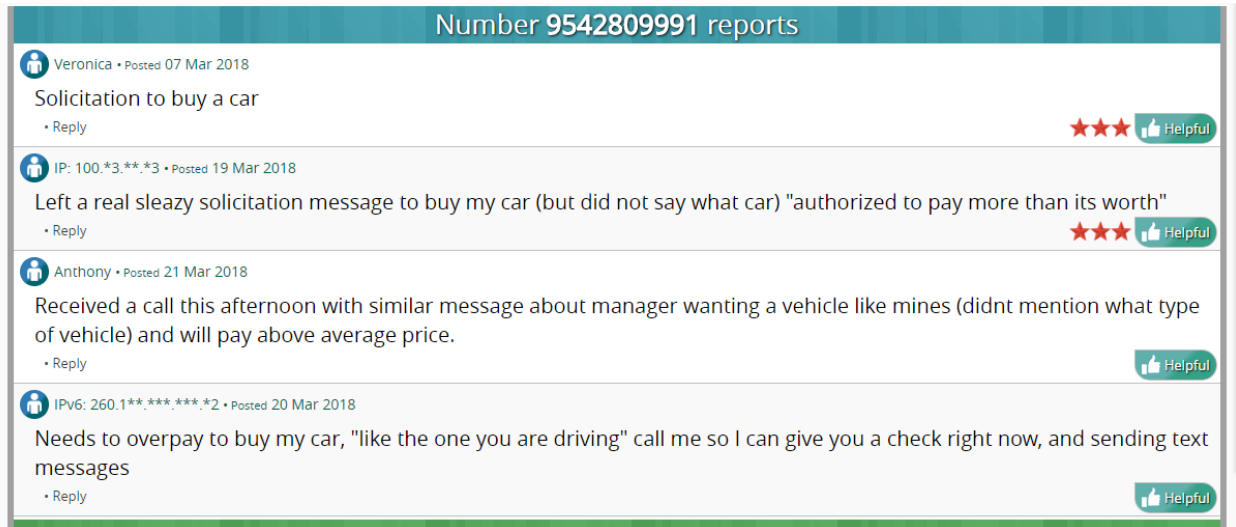 Number 9542809991 reports
Veronica • Posted 07 Mar 2018
Solicitation to buy a car
• Reply
Helpful
IP: 100.*3.**.*3 • Posted 19 Mar 2018
Left a real sleazy solicitation message to buy my car (but did not say what car) "authorized to pay more than its worth"
• Reply
Helpful
Anthony • Posted 21 Mar 2018
Received a call this afternoon with similar message about manager wanting a vehicle like mines (didnt mention what type
of vehicle) and will pay above average price.
• Reply
Helpful
IPv6: 260.1**.***.***.*2 • Posted 20 Mar 2018
Needs to overpay to buy my car, "like the one you are driving" call me so I can give you a check right now, and sending text
messages
• Reply
Helpful